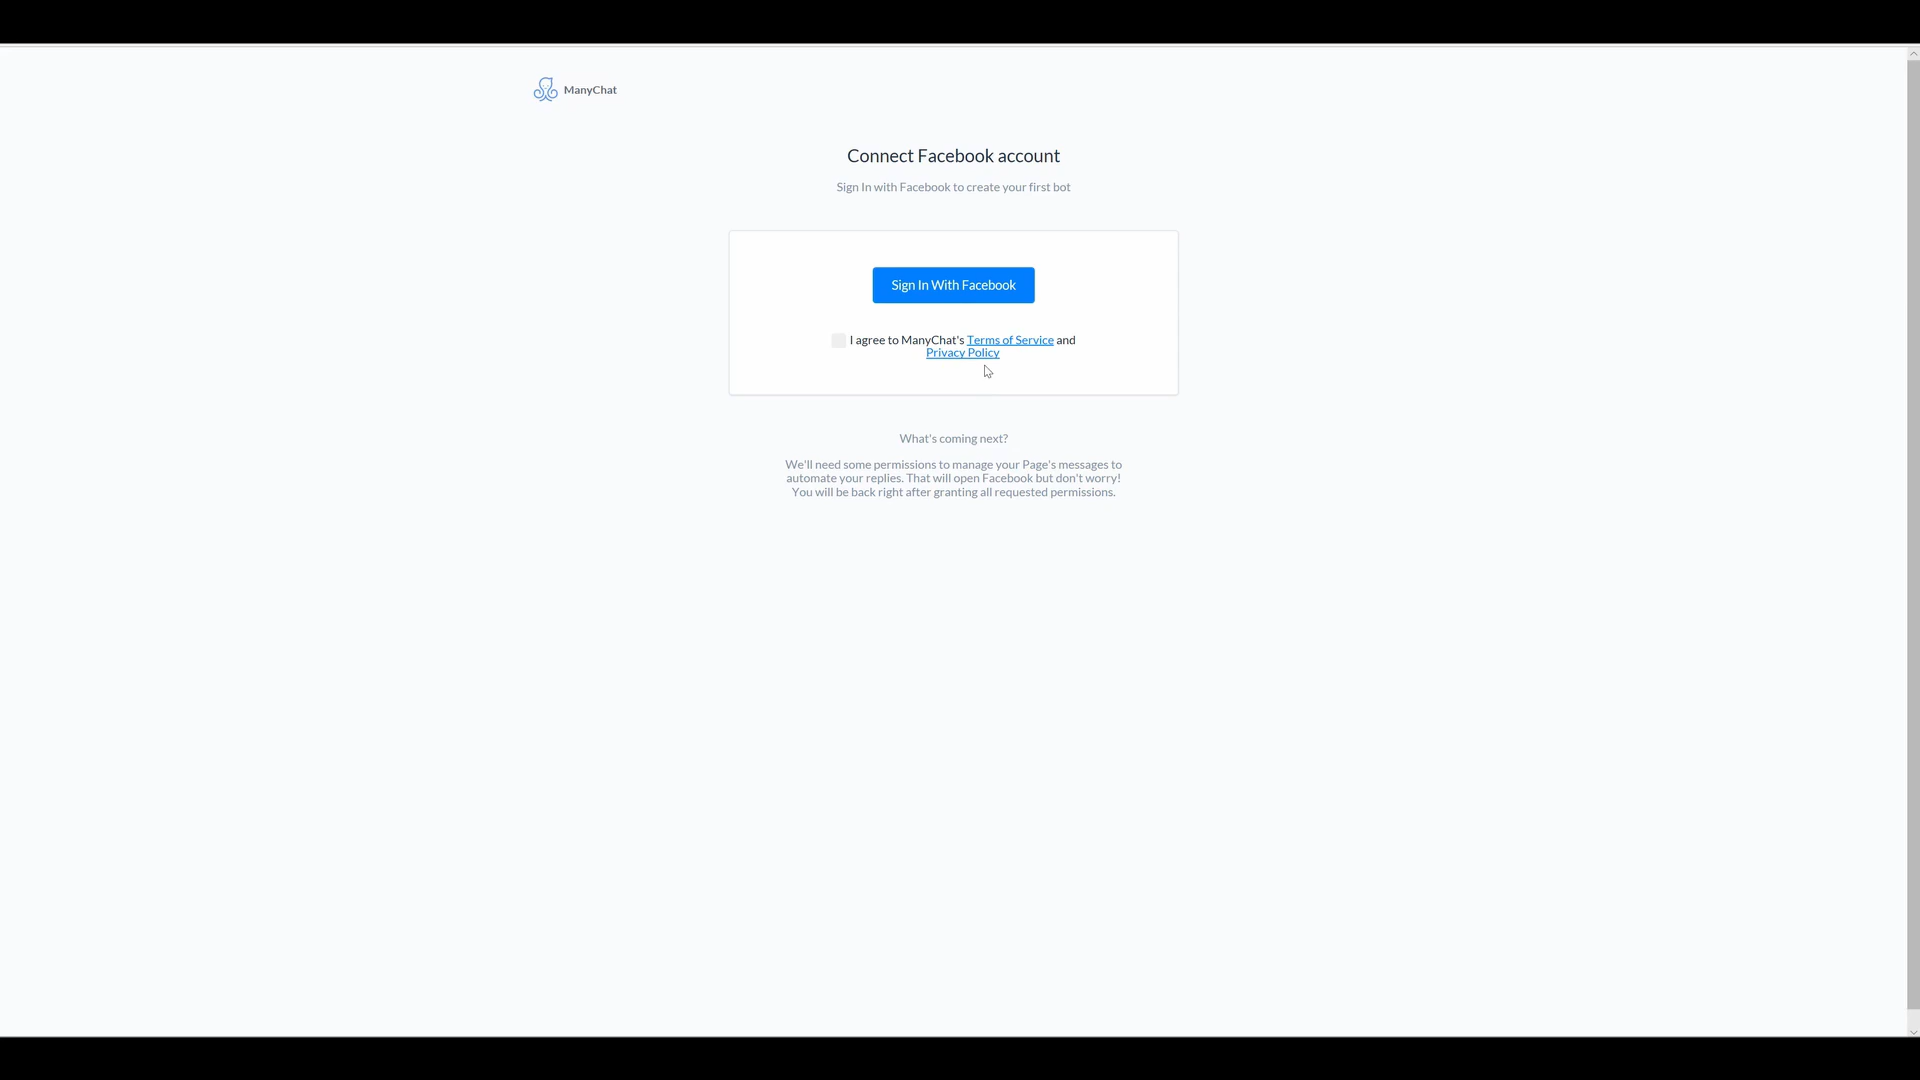 ManyChat
Connect Facebook account
Sign In with Facebook to create your first bot
Sign In With Facebook
I agree to ManyChat's Terms of Service and
Privacy Policy
What's coming next?
We'll need some permissions to manage your Page's messages to
automate your replies. That will open Facebook but don't worry!
You will be back right after granting all requested permissions.